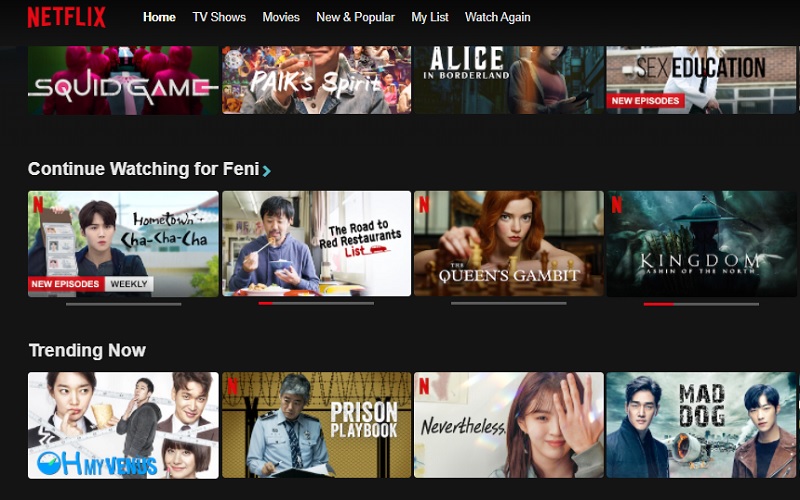 NETFLIX
Home TV Shows Movies New & Popular My List Watch Again
SQUID GAME
PAIK's Spirit
ALICE
IN BORDERLAND
SEX EDUCATION
NEW EPISODES
Continue Watching for Feni
N
Hometown
Cha-Cha-Cha
NEW EPISODES WEEKLY
The Road to
Red Restaurants
List
N
THE
QUEEN'S GAMBIT
N
KINGDOM
ASHIN OF THE NORTH
Trending Now
OH MY VENUS
N
PRISON
PLAYBOOK
N
Nevertheless,
MAD
DOG